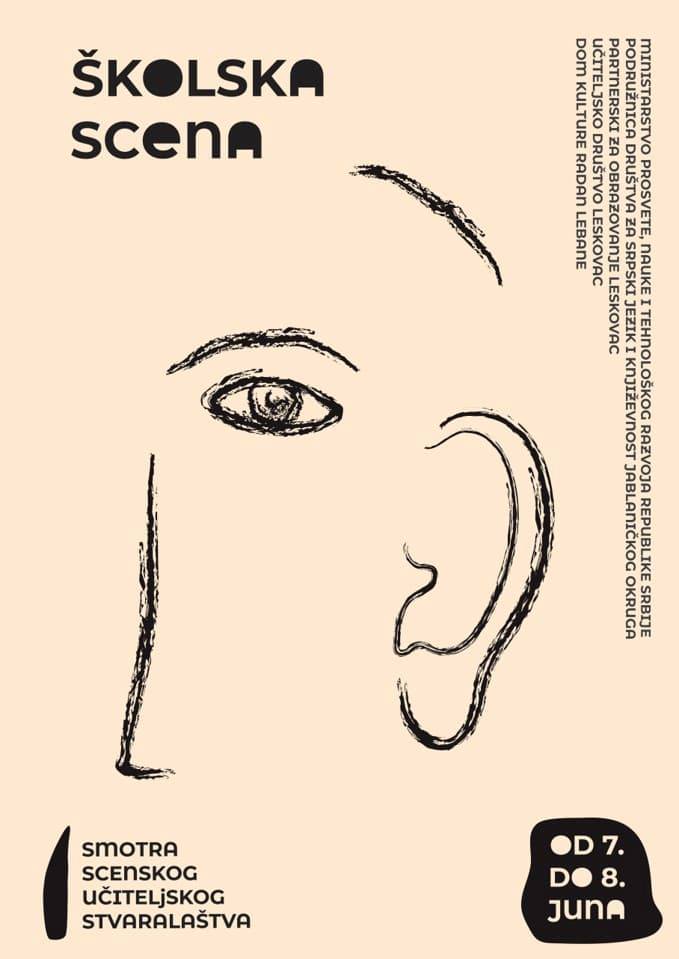 ŠKOLSKA
scena
MINISTARSTVO PROSVETE, NAUKE I TEHNOLOŠKOG RAZVOJA REPUBLIKE SRBIJE
PODRUŽNICA DRUŠTVA ZA SRPSKI JEZIK I KNJIŽEVNOST JABLANIČKOG OKRUGA
PARTNERSKI ZA OBRAZOVANJE LESKOVAC
UČITELJSKO DRUŠTVO LESKOVAC
DOM KULTURE RADAN LEBANE
SMOTRA
SCENSKOG
UČITELJSKOG
STVARALAŠTVA
OD 7.
DO 8.
JUNA